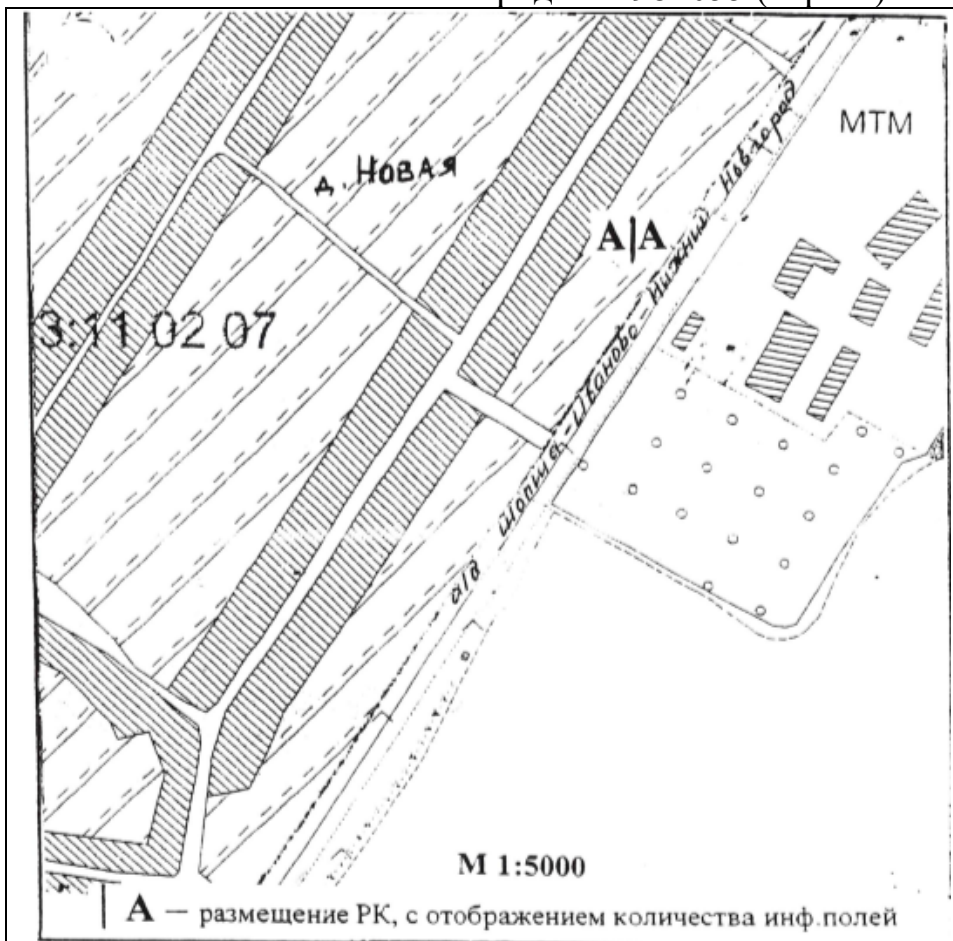 МТМ
д. НОВАЯ
А|А
3:11 02 07
а/д Шопша-Иваново-Нижний Новгород
М 1:5000
А — размещение РК, с отображением количества инф.полей